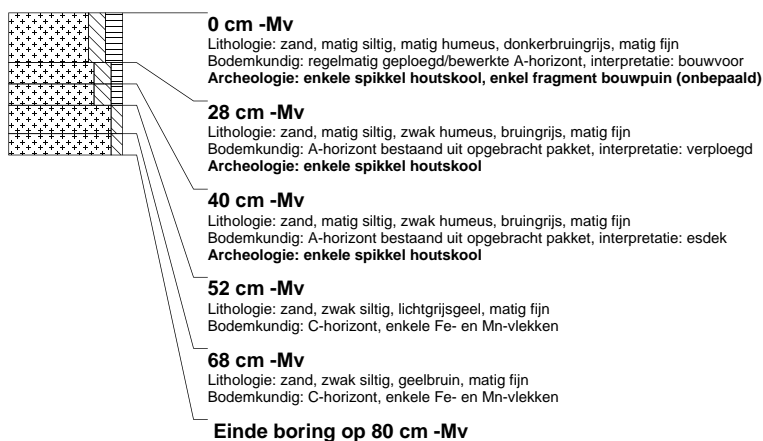 0 cm -Mv
Lithologie: zand, matig siltig, matig humeus, donkerbruingrijs, matig fijn
Bodemkundig: regelmatig geploegd/bewerkte A-horizont, interpretatie: bouwvoor
Archeologie: enkele spikkel houtskool, enkel fragment bouwpuin (onbepaald)
28 cm -Mv
Lithologie: zand, matig siltig, zwak humeus, bruingrijs, matig fijn
Bodemkundig: A-horizont bestaand uit opgebracht pakket, interpretatie: verploegd
Archeologie: enkele spikkel houtskool
40 cm -Mv
Lithologie: zand, matig siltig, zwak humeus, bruingrijs, matig fijn
Bodemkundig: A-horizont bestaand uit opgebracht pakket, interpretatie: esdek
Archeologie: enkele spikkel houtskool
52 cm -Mv
Lithologie: zand, zwak siltig, lichtgrijsgeel, matig fijn
Bodemkundig: C-horizont, enkele Fe- en Mn-vlekken
68 cm -Mv
Lithologie: zand, zwak siltig, geelbruin, matig fijn
Bodemkundig: C-horizont, enkele Fe- en Mn-vlekken
Einde boring op 80 cm -Mv